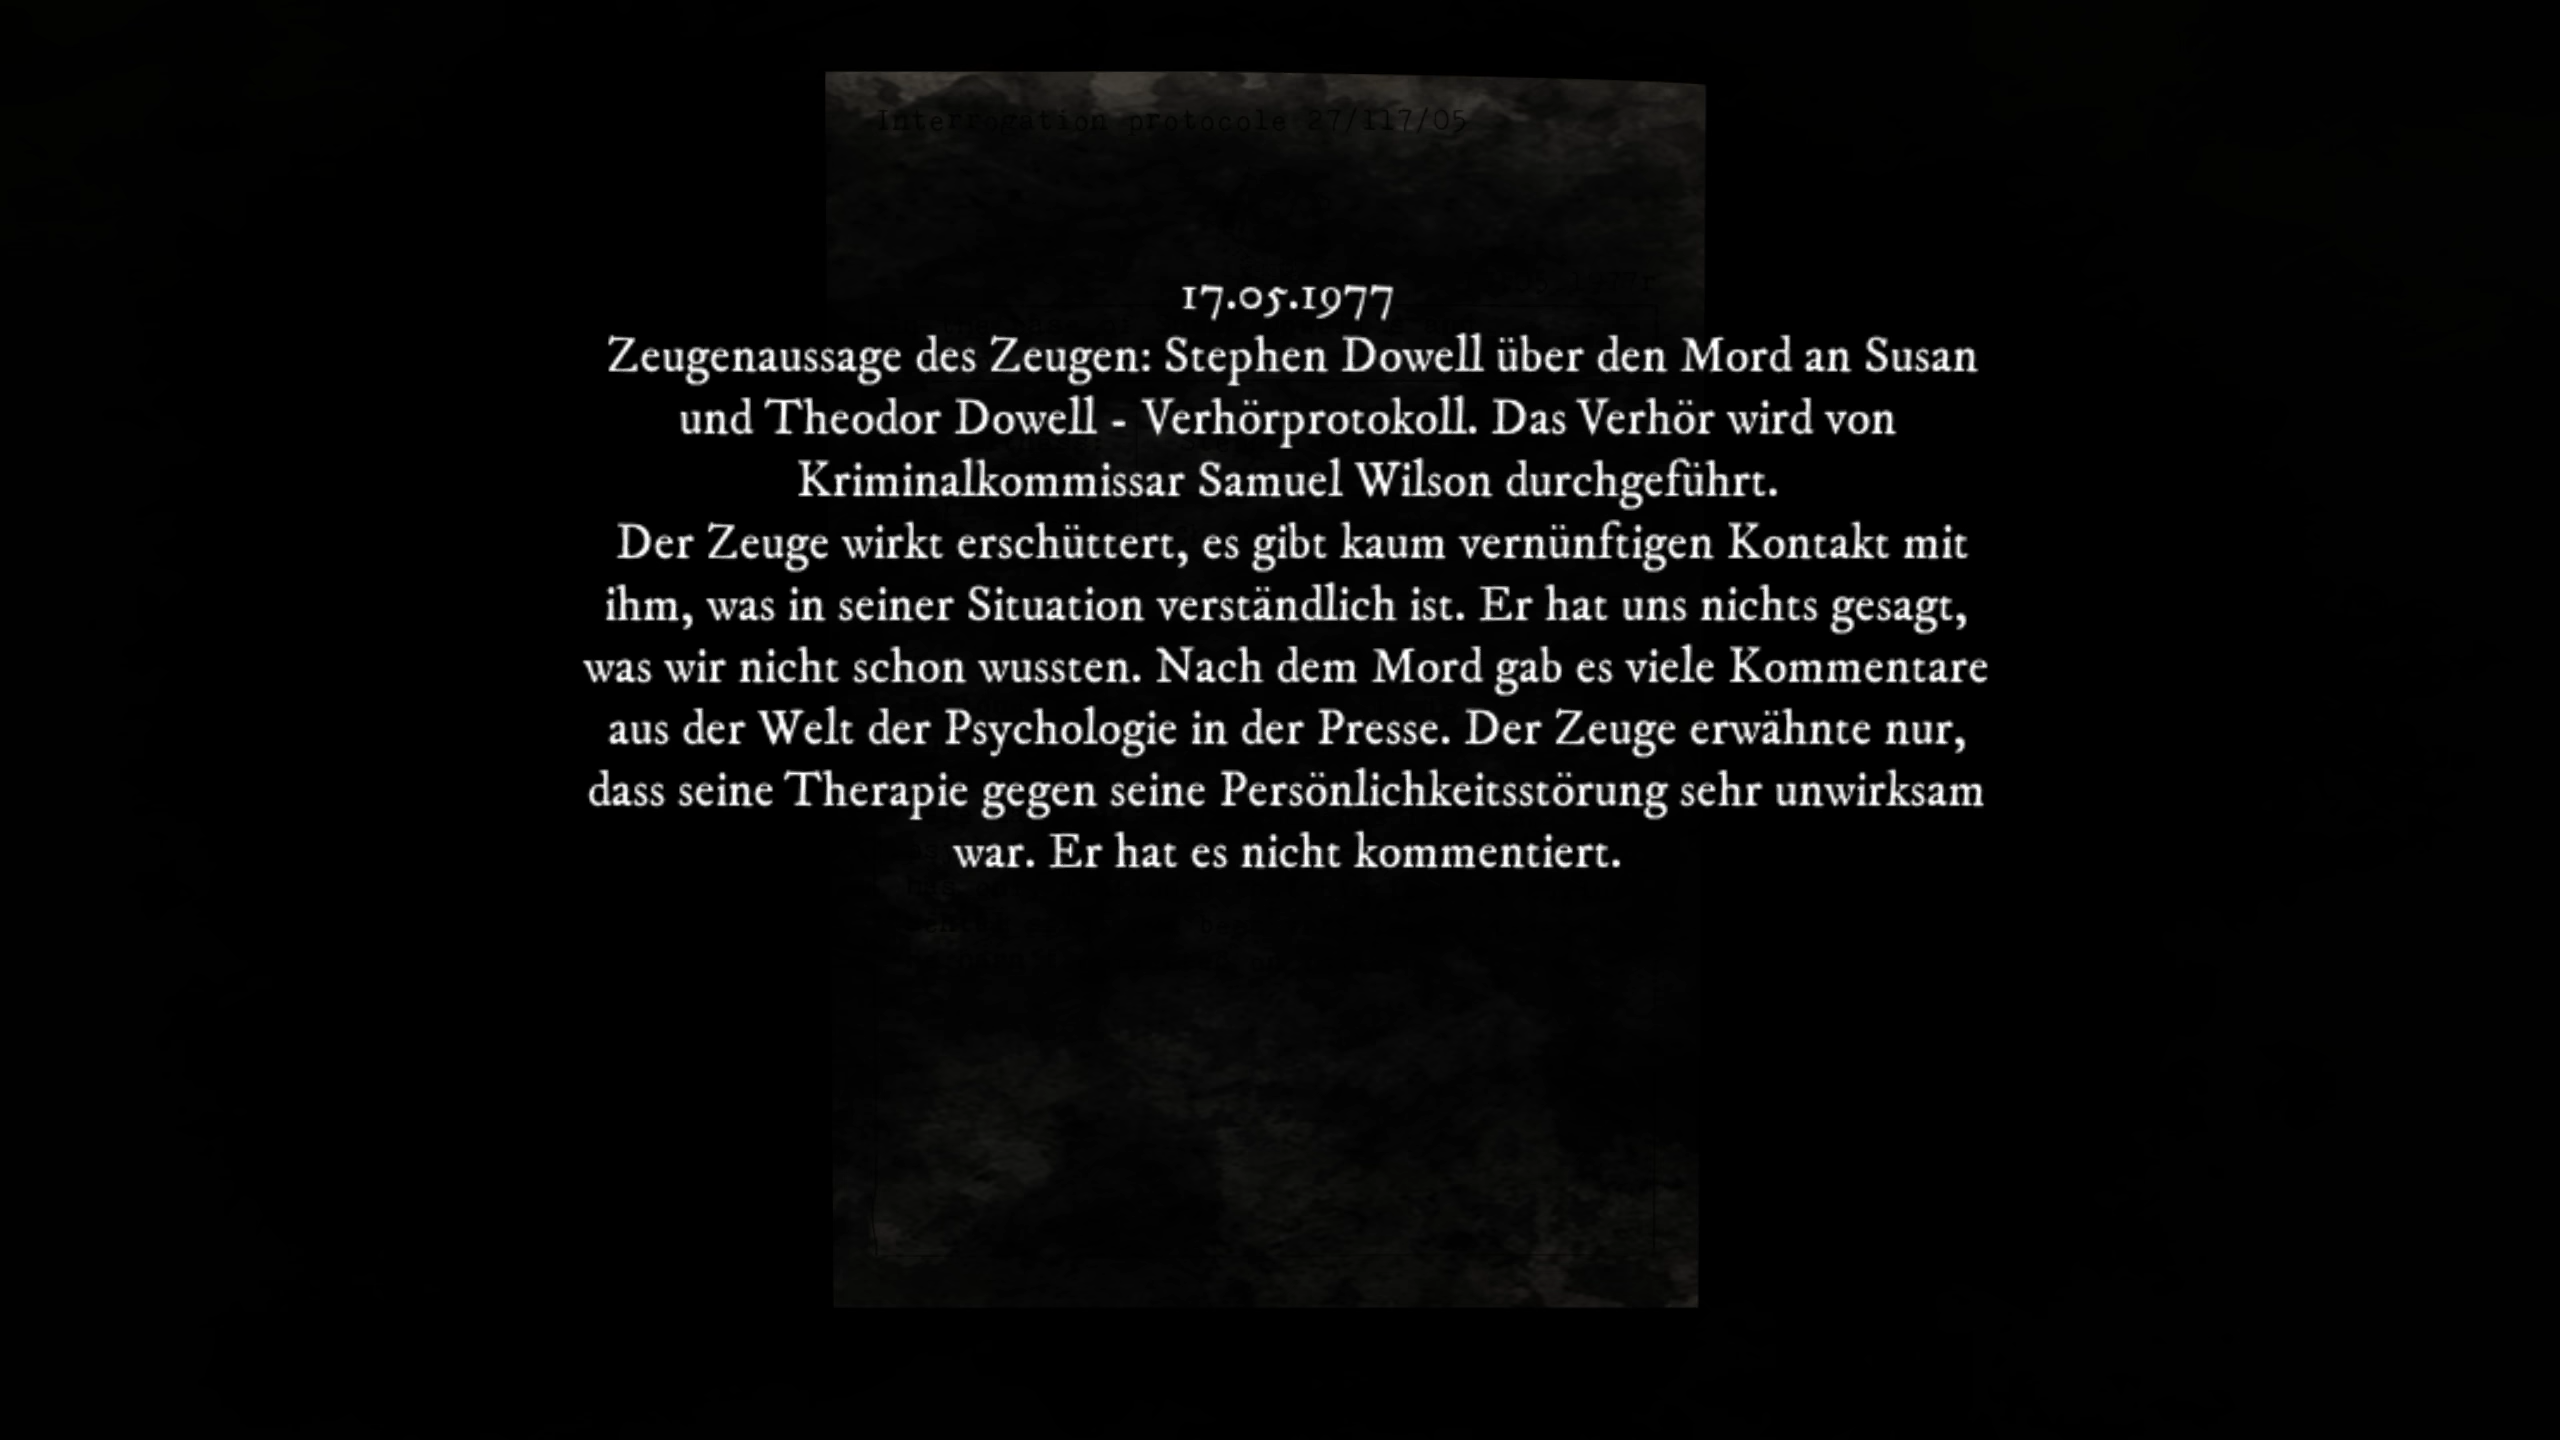 Interrogation protocole 27/117/05
17.05.1977
Zeugenaussage des Zeugen: Stephen Dowell über den Mord an Susan
und Theodor Dowell - Verhörprotokoll. Das Verhör wird von
Kriminalkommissar Samuel Wilson durchgeführt.
Der Zeuge wirkt erschüttert, es gibt kaum vernünftigen Kontakt mit
ihm, was in seiner Situation verständlich ist. Er hat uns nichts gesagt,
was wir nicht schon wussten. Nach dem Mord gab es viele Kommentare
aus der Welt der Psychologie in der Presse. Der Zeuge erwähnte nur,
dass seine Therapie gegen seine Persönlichkeitsstörung sehr unwirksam
war. Er hat es nicht kommentiert.